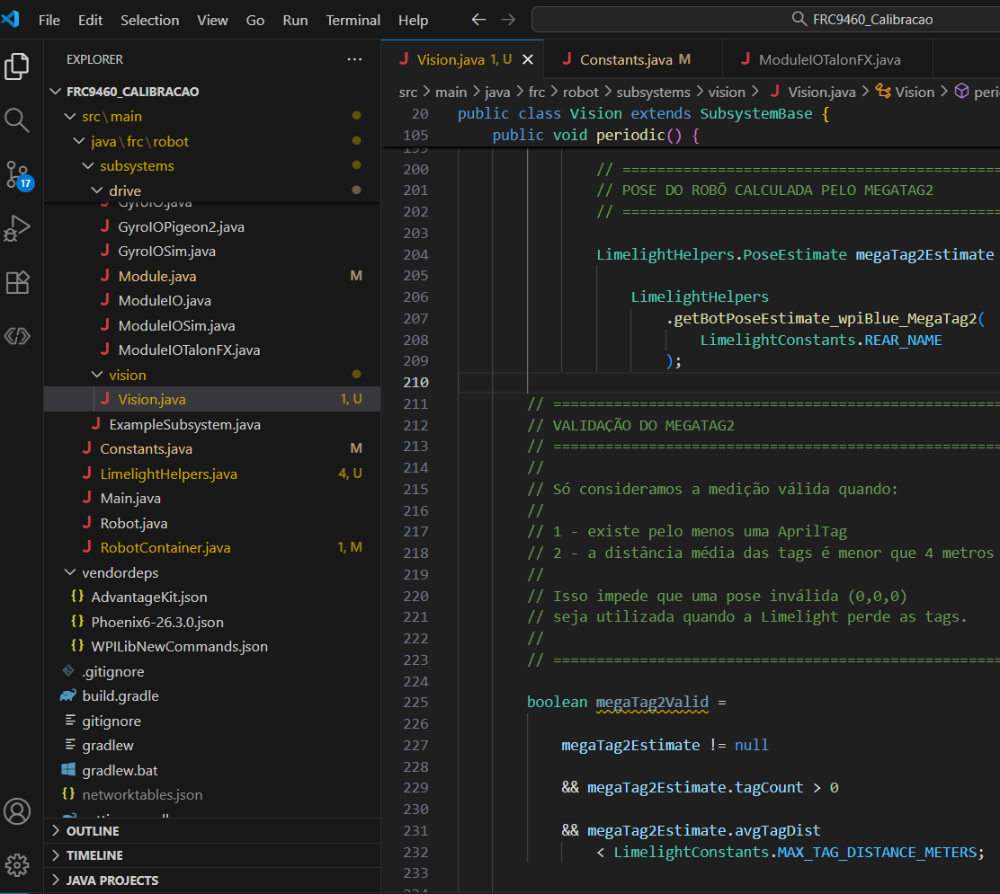 File Edit Selection View Go Run Terminal Help
FRC9460_Calibracao
EXPLORER
FRC9460_CALIBRACAO
src\main
java\frc\robot
subsystems
drive
GyroIO.java
GyroIOPigeon2.java
GyroIOSim.java
Module.java M
ModuleIO.java
ModuleIOSim.java
ModuleIOTalonFX.java
vision
Vision.java 1, U
ExampleSubsystem.java
Constants.java M
LimelightHelpers.java 4, U
Main.java
Robot.java
RobotContainer.java 1, M
vendordeps
AdvantageKit.json
Phoenix6-26.3.0.json
WPILibNewCommands.json
.gitignore
build.gradle
gitignore
gradlew
gradlew.bat
networktables.json
OUTLINE
TIMELINE
JAVA PROJECTS
17
Vision.java 1, U
Constants.java M
ModuleIOTalonFX.java
src > main > java > frc > robot > subsystems > vision > Vision.java > Vision > peri
20 public class Vision extends SubsystemBase {
105 public void periodic() {
199
200 // ============================================
201 // POSE DO ROBÔ CALCULADA PELO MEGATAG2
202 // ============================================
203
204 LimelightHelpers.PoseEstimate megaTag2Estimate
205
206 LimelightHelpers
207 .getBotPoseEstimate_wpiBlue_MegaTag2(
208 LimelightConstants.REAR_NAME
209 );
210
211 // ====================================================
212 // VALIDAÇÃO DO MEGATAG2
213 // ====================================================
214 //
215 // Só consideramos a medição válida quando:
216 //
217 // 1 - existe pelo menos uma AprilTag
218 // 2 - a distância média das tags é menor que 4 metros
219 //
220 // Isso impede que uma pose inválida (0,0,0)
221 // seja utilizada quando a Limelight perde as tags.
222 //
223 // ====================================================
224
225 boolean megaTag2Valid =
226
227 megaTag2Estimate != null
228
229 && megaTag2Estimate.tagCount > 0
230
231 && megaTag2Estimate.avgTagDist
232 < LimelightConstants.MAX_TAG_DISTANCE_METERS;
233